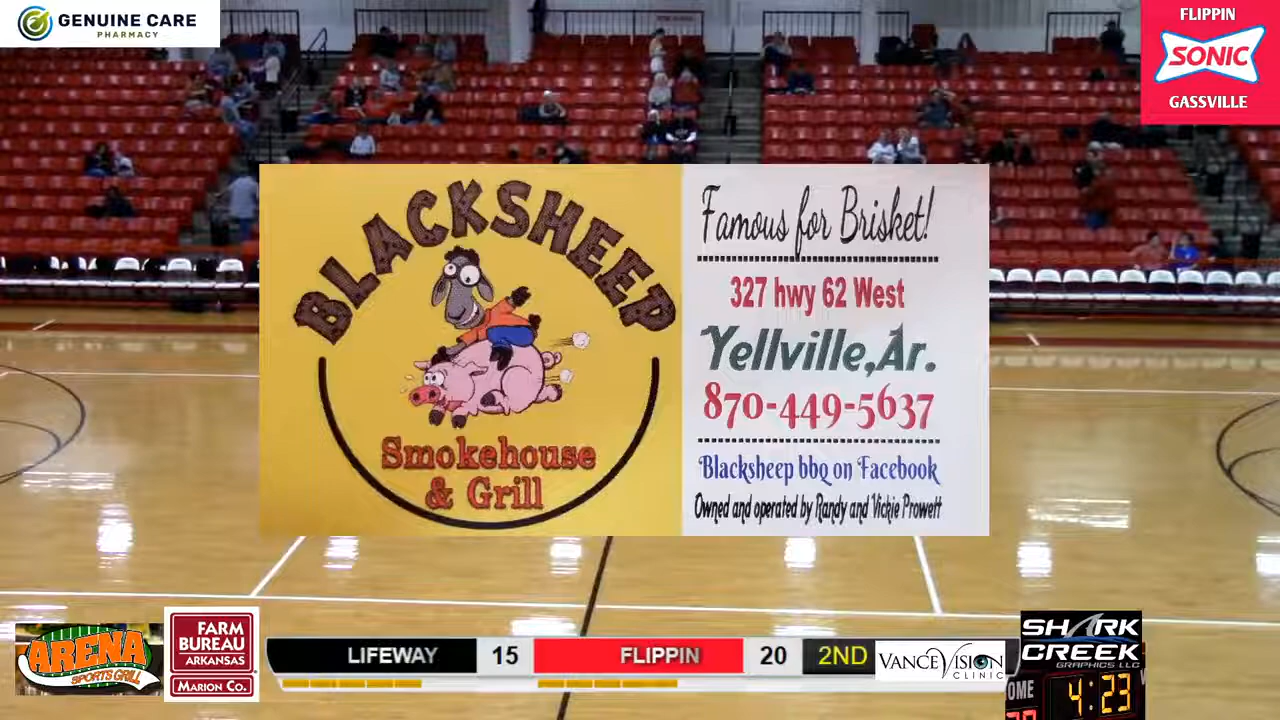 GENUINE CARE
PHARMACY
FLIPPIN
SONIC
GASSVILLE
BLACKSHEEP
Smokehouse
& Grill
Famous for Brisket!
327 hwy 62 West
Yellville,Ar.
870-449-5637
Blacksheep bbq on Facebook
Owned and operated by Randy and Vickie Prowett
ARENA
SPORTS GRILL
FARM
BUREAU
ARKANSAS
MARION CO.
LIFEWAY 15 FLIPPIN 20 2ND
VANCE VISION
CLINIC
SHARK
CREEK
GRAPHICS LLC
OME
4:23